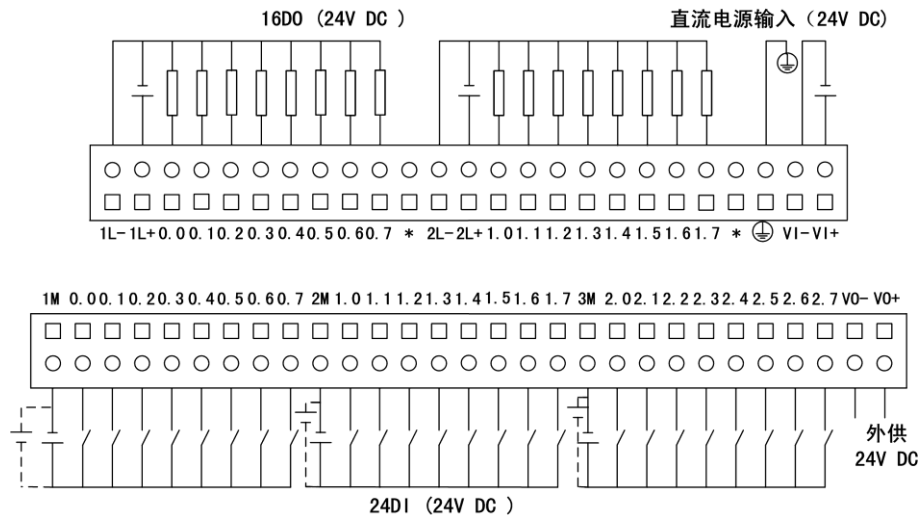 16DO (24V DC )
直流电源输入（24V DC)
1L- 1L+ 0.0 0.1 0.2 0.3 0.4 0.5 0.6 0.7 * 2L- 2L+ 1.0 1.1 1.2 1.3 1.4 1.5 1.6 1.7 * VI- VI+
1M 0.0 0.1 0.2 0.3 0.4 0.5 0.6 0.7 2M 1.0 1.1 1.2 1.3 1.4 1.5 1.6 1.7 3M 2.0 2.1 2.2 2.3 2.4 2.5 2.6 2.7 VO- VO+
外供
24V DC
24DI (24V DC )